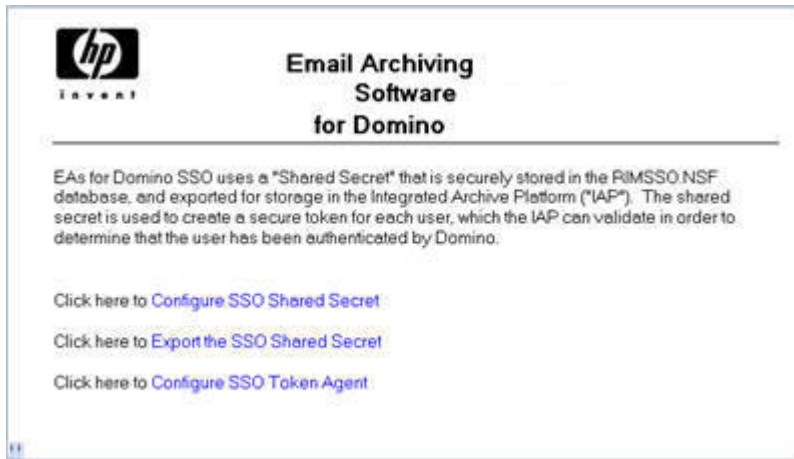 hp
invent
Email Archiving
Software
for Domino
EAs for Domino SSO uses a "Shared Secret" that is securely stored in the RIMSSO.NSF
database, and exported for storage in the Integrated Archive Platform ("IAP"). The shared
secret is used to create a secure token for each user, which the IAP can validate in order to
determine that the user has been authenticated by Domino.
Click here to Configure SSO Shared Secret
Click here to Export the SSO Shared Secret
Click here to Configure SSO Token Agent